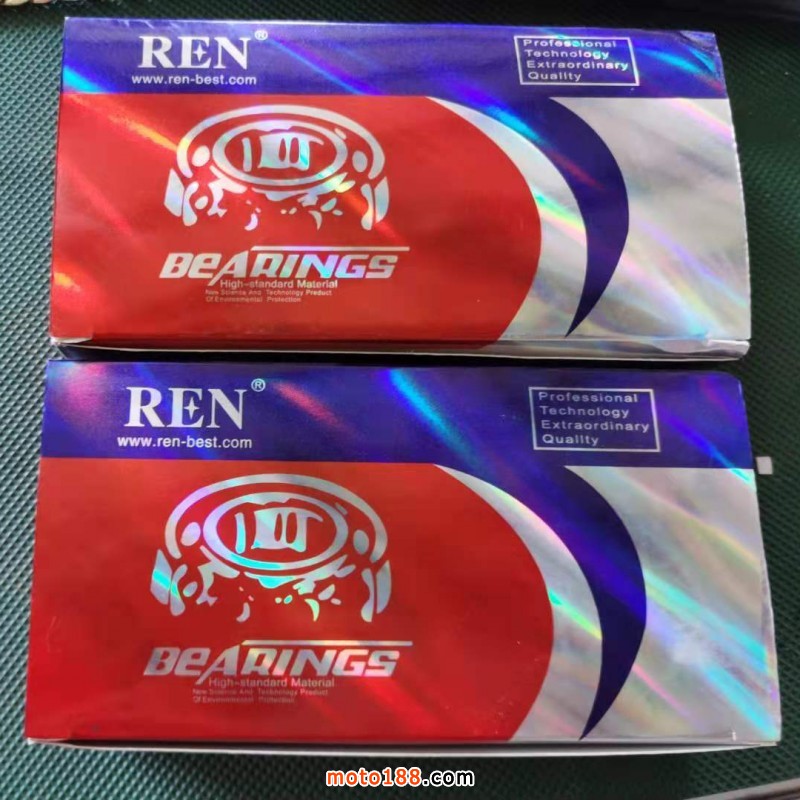 REN®
www.ren-best.com
Professional
Technology
Extraordinary
Quality
BEARINGS
High-standard Material
New Science And Technology Product
Of Environmental Protection
REN®
www.ren-best.com
Professional
Technology
Extraordinary
Quality
BEARINGS
High-standard Material
New Science And Technology Product
Of Environmental Protection
moto188.com